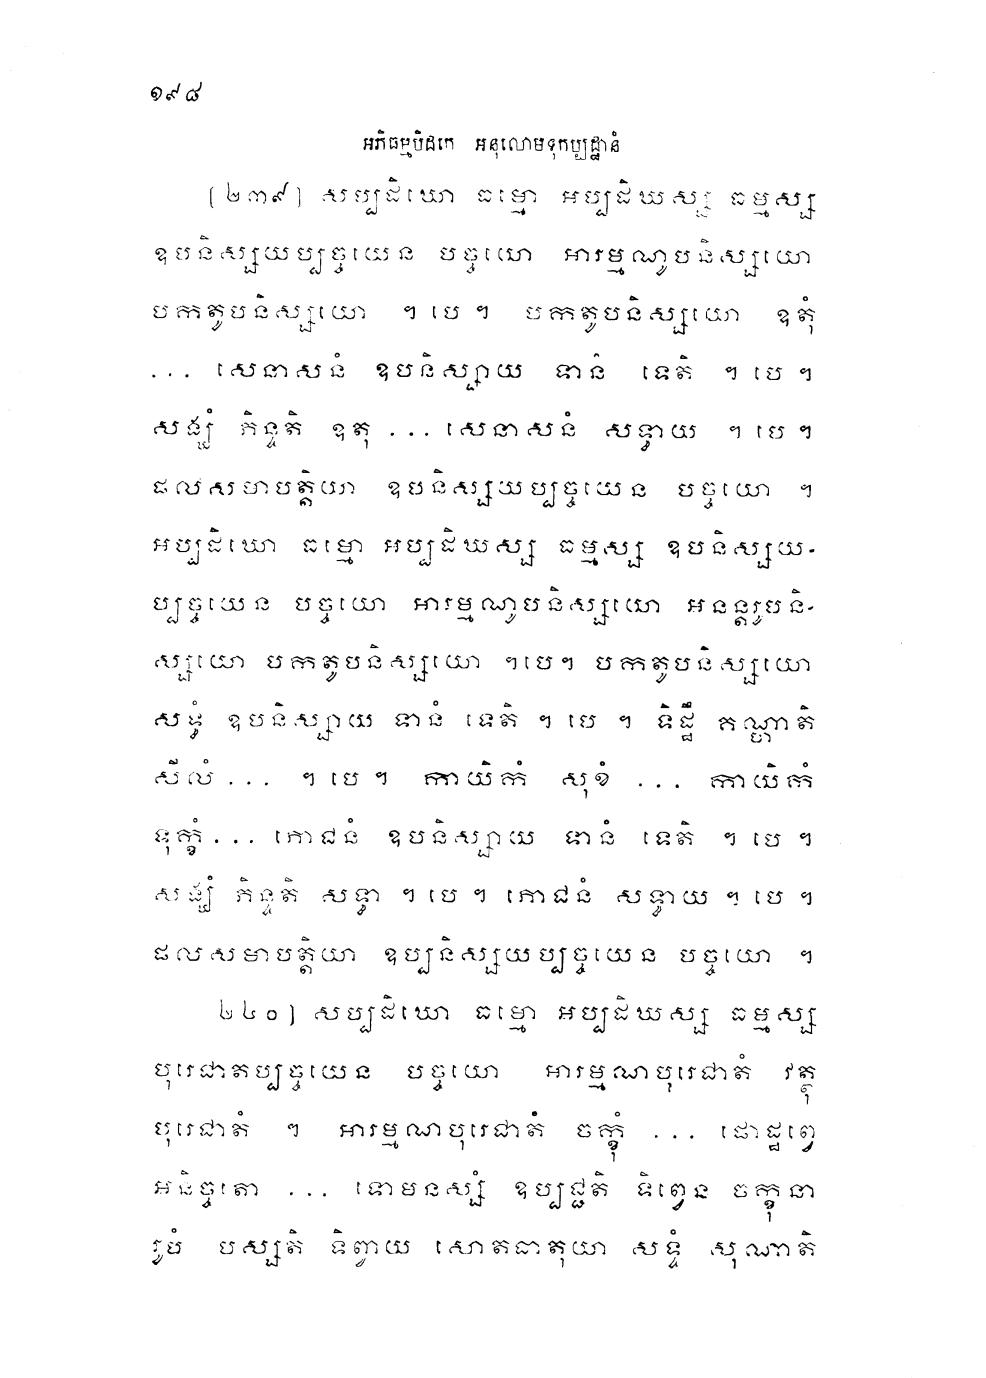 ១៩៨
អភិធម្មបិដកេ អនុលោមទុកប្បដ្ឋានំ
[២៣៩] សប្បដិឃោ ធម្មោ អប្បដិឃស្ស ធម្មស្ស
ឧបនិស្សយប្បច្ចយេន បច្ចយោ អារម្មណូបនិស្សយោ
បកតូបនិស្សយោ ។ បេ ។ បកតូបនិស្សយោ ឧតុំ
... សេនាសនំ ឧបនិស្សាយ ទានំ ទេតិ ។ បេ ។
សង្ឃំ ភិន្ទតិ ឧតុ ... សេនាសនំ សទ្ធាយ ។ បេ ។
ផលសមាបត្តិយា ឧបនិស្សយប្បច្ចយេន បច្ចយោ ។
អប្បដិឃោ ធម្មោ អប្បដិឃស្ស ធម្មស្ស ឧបនិស្សយ-
ប្បច្ចយេន បច្ចយោ អារម្មណូបនិស្សយោ អនន្តរូបនិ-
ស្សយោ បកតូបនិស្សយោ ។បេ។ បកតូបនិស្សយោ
សទ្ធំ ឧបនិស្សាយ ទានំ ទេតិ ។ បេ ។ ទិដ្ឋឹ គណ្ហាតិ
សីលំ ... ។ បេ ។ កាយិកំ សុខំ ... កាយិកំ
ទុក្ខំ ... ភោជនំ ឧបនិស្សាយ ទានំ ទេតិ ។ បេ ។
សង្ឃំ ភិន្ទតិ សទ្ធា ។ បេ ។ ភោជនំ សទ្ធាយ ។ បេ ។
ផលសមាបត្តិយា ឧប្បនិស្សយប្បច្ចយេន បច្ចយោ ។
២៤០] សប្បដិឃោ ធម្មោ អប្បដិឃស្ស ធម្មស្ស
បុរេជាតប្បច្ចយេន បច្ចយោ អារម្មណបុរេជាតំ វត្ថុ
បុរេជាតំ ។ អារម្មណបុរេជាតំ ចក្ខុំ ... ផោដ្ឋព្វេ
អនិច្ចតោ ... ទោមនស្សំ ឧប្បជ្ជតិ ទិព្វេន ចក្ខុនា
រូបំ បស្សតិ ទិព្វាយ សោតធាតុយា សទ្ទំ សុណាតិ